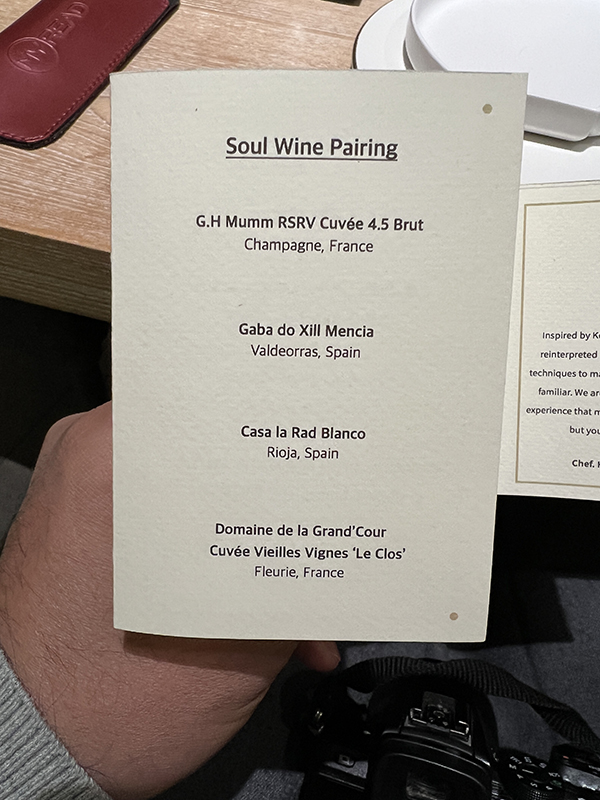 READ
Soul Wine Pairing
G.H Mumm RSRV Cuvée 4.5 Brut
Champagne, France
Gaba do Xill Mencia
Valdeorras, Spain
Casa la Rad Blanco
Rioja, Spain
Domaine de la Grand'Cour
Cuvée Vieilles Vignes ‘Le Clos’
Fleurie, France
Inspired by
reinterpreted
techniques to
familiar. We
experience that
but
Chef.